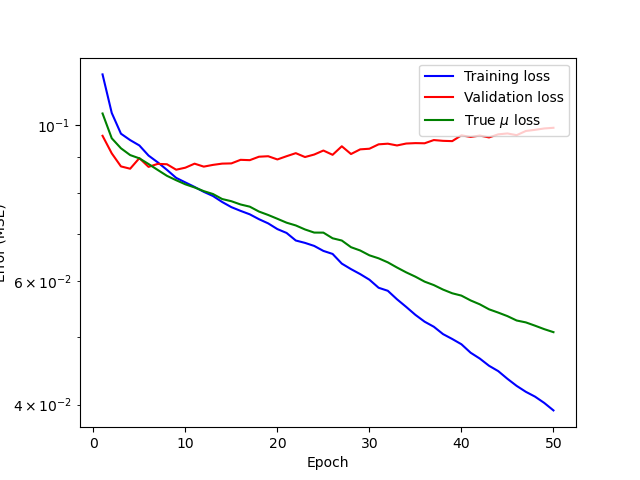 Training loss
Validation loss
True μ loss
10⁻¹
6 × 10⁻²
4 × 10⁻²
0 10 20 30 40 50
Epoch
(MSE)